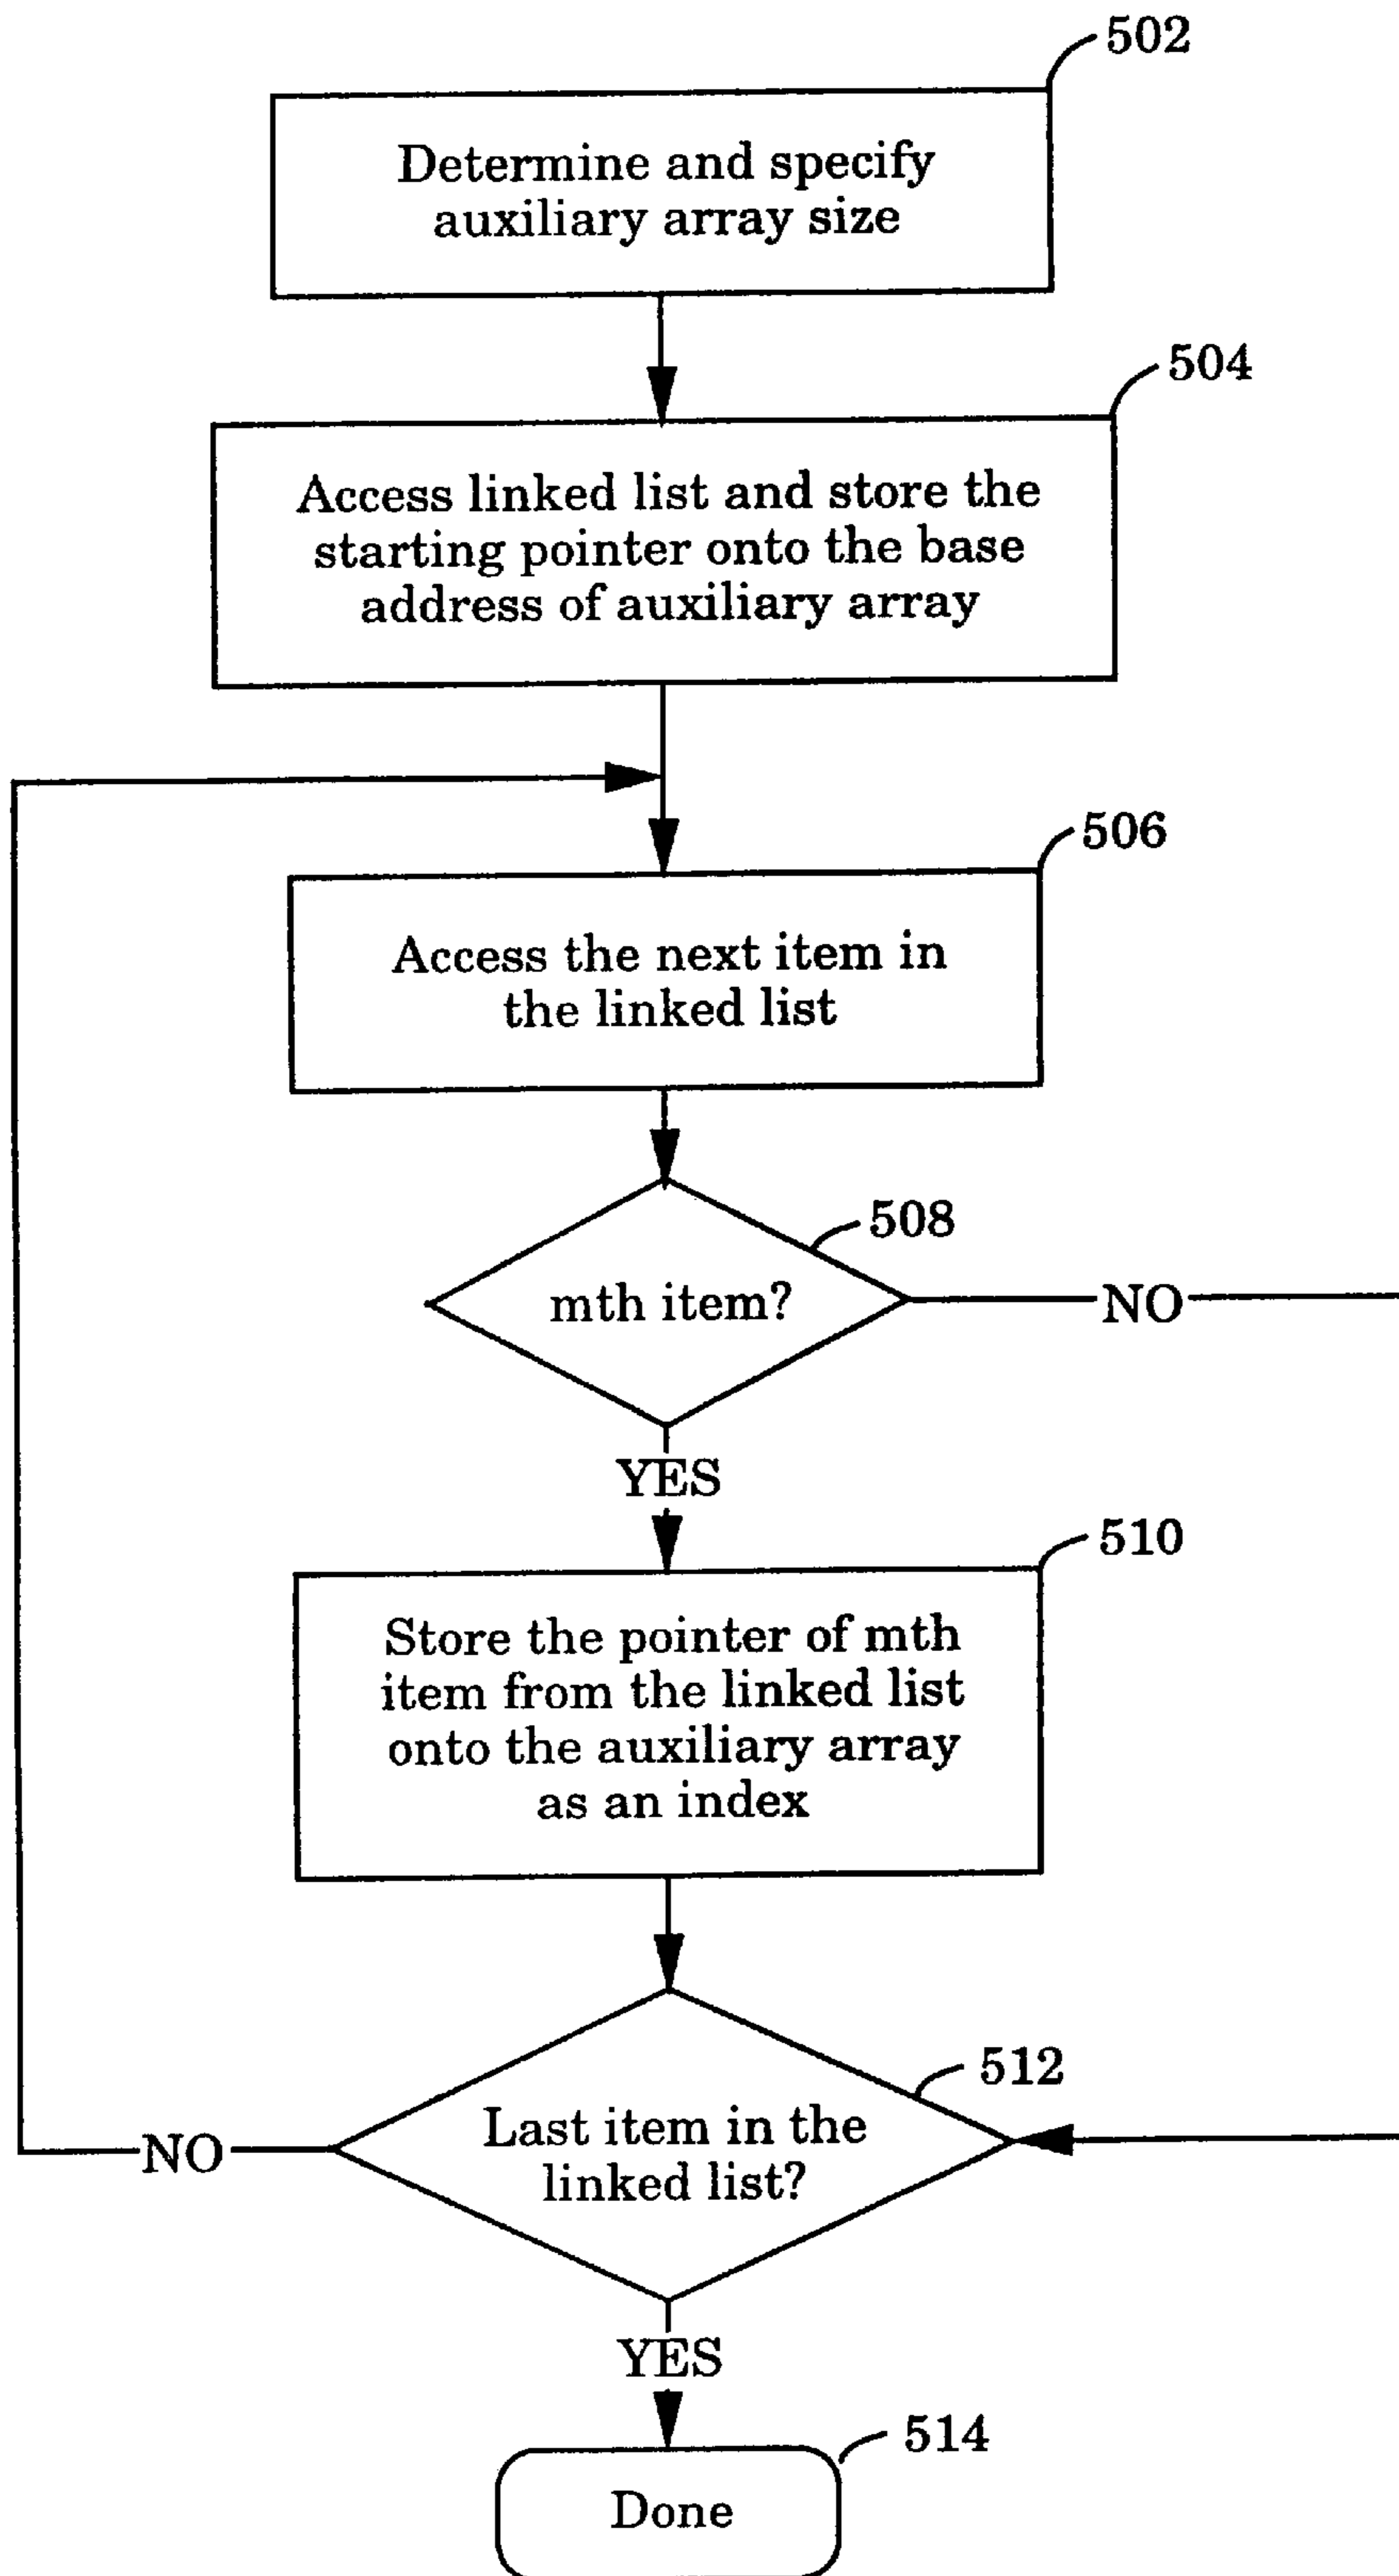 502
Determine and specify
auxiliary array size
504
Access linked list and store the
starting pointer onto the base
address of auxiliary array
506
Access the next item in
the linked list
508
mth item?
NO
YES
510
Store the pointer of mth
item from the linked list
onto the auxiliary array
as an index
512
Last item in the
linked list?
NO
YES
514
Done